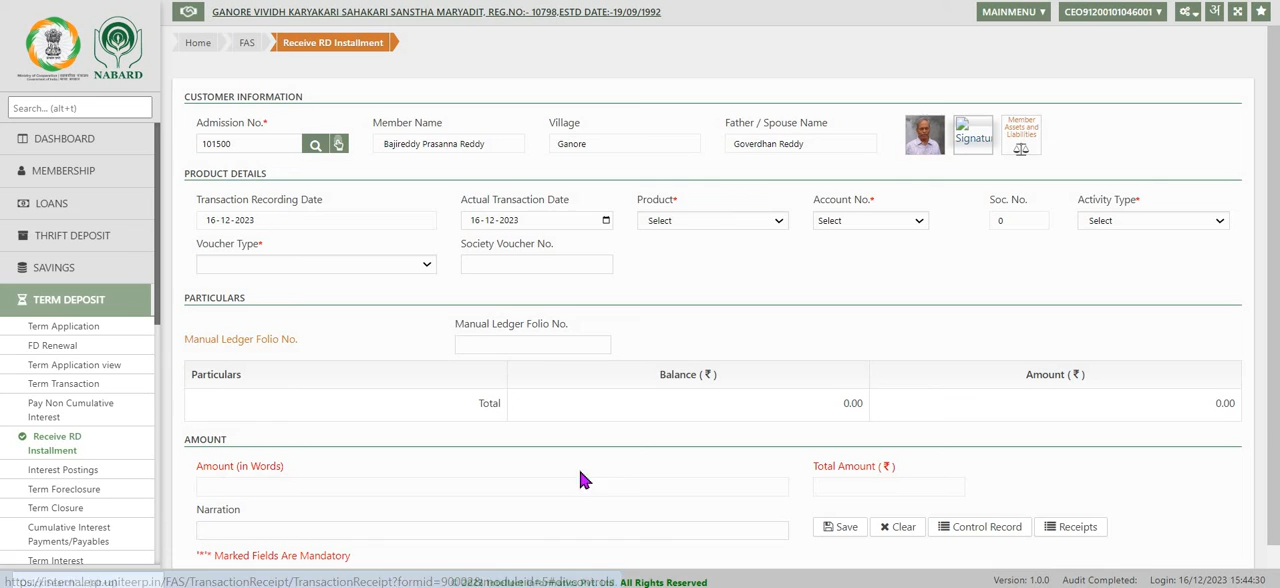 GANORE VIVIDH KARYAKARI SAHAKARI SANSTHA MARYADIT, REG.NO:- 10798,ESTD DATE:-19/09/1992
MAINMENU ▼
CEO91200101046001 ▼
अ
NABARD
Home
FAS
Receive RD Installment
Search... (alt+t)
DASHBOARD
MEMBERSHIP
LOANS
THRIFT DEPOSIT
SAVINGS
TERM DEPOSIT
Term Application
FD Renewal
Term Application view
Term Transaction
Pay Non Cumulative
Interest
Receive RD
Installment
Interest Postings
Term Foreclosure
Term Closure
Cumulative Interest
Payments/Payables
Term Interest
CUSTOMER INFORMATION
Admission No.* Member Name Village Father / Spouse Name
101500 Bajireddy Prasanna Reddy Ganore Goverdhan Reddy
Signatu
Member
Assets and
Liabilities
PRODUCT DETAILS
Transaction Recording Date Actual Transaction Date Product* Account No.* Soc. No. Activity Type*
16-12-2023 16-12-2023 Select Select 0 Select
Voucher Type* Society Voucher No.
PARTICULARS
Manual Ledger Folio No.
Manual Ledger Folio No.
Particulars Balance ( ₹ ) Amount ( ₹ )
Total 0.00 0.00
AMOUNT
Amount (in Words) Total Amount ( ₹ )
Narration
Save Clear Control Record Receipts
'*'* Marked Fields Are Mandatory
All Rights Reserved
Version: 1.0.0 Audit Completed: Login: 16/12/2023 15:44:30